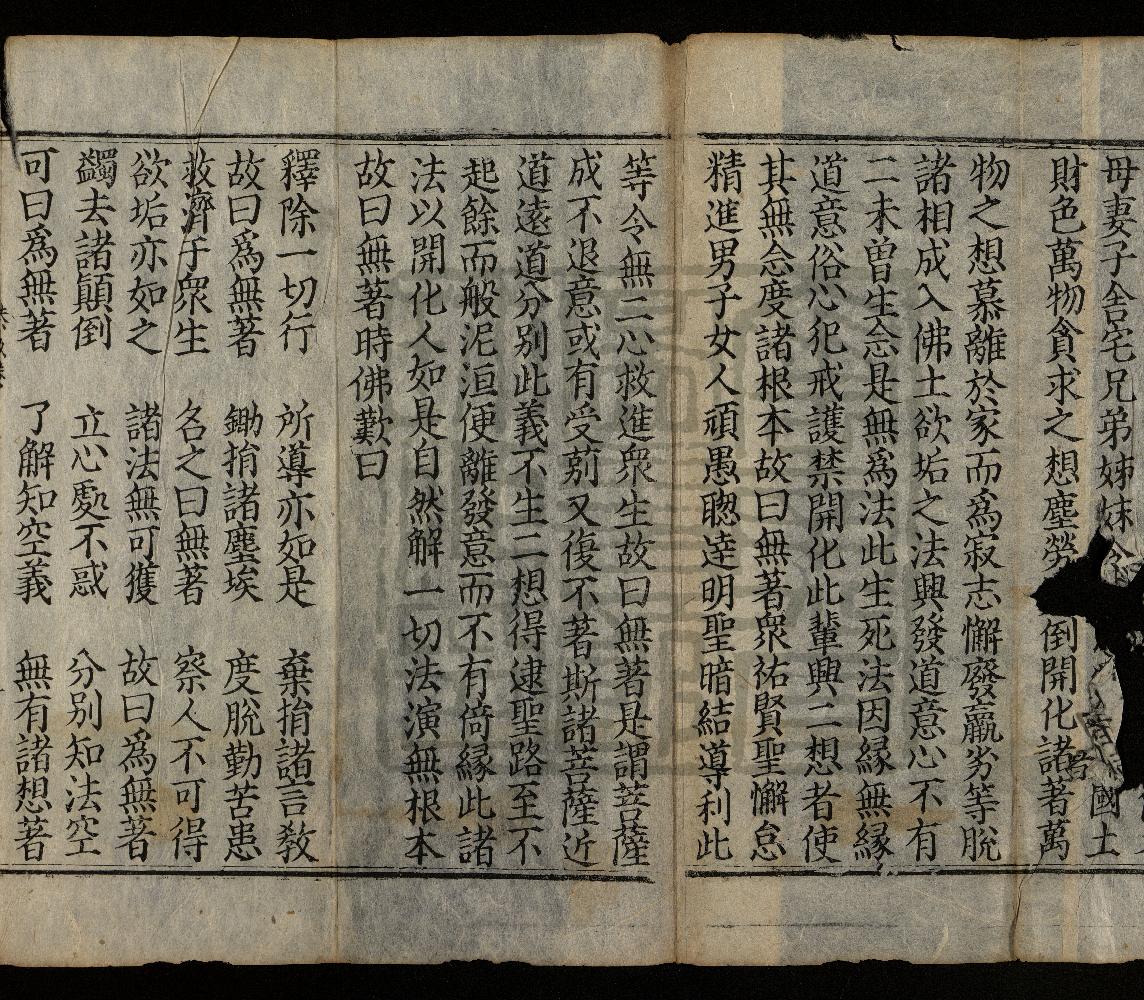 母妻子舍宅兄弟姊妹 國土
財色萬物貪求之想塵勞 倒開化諸著萬
物之想慕離於家而為寂志懈廢羸劣等脫
諸相成入佛土欲垢之法興發道意心不有
二未曾生念是無為法此生死法因緣無緣
道意俗心犯戒護禁開化此輩興二想者使
其無念度諸根本故曰無著眾祐賢聖懈怠
精進男子女人頑愚聰達明聖暗結導利此
等令無二心救進眾生故曰無著是謂菩薩
成不退意或有受莂又復不著斯諸菩薩近
道遠道分別此義不生二想得逮聖路至不
起餘而般泥洹便離發意而不有倚緣此諸
法以開化人如是自然解一切法演無根本
故曰無著時佛歎曰
釋除一切行 所導亦如是 棄捐諸言教
故曰為無著 鋤捐諸塵埃 度脫勤苦患
救濟于眾生 名之曰無著 察人不可得
欲垢亦如之 諸法無可獲 故曰為無著
蠲去諸顛倒 立心處不惑 分別知法空
可曰為無著 了解知空義 無有諸想著